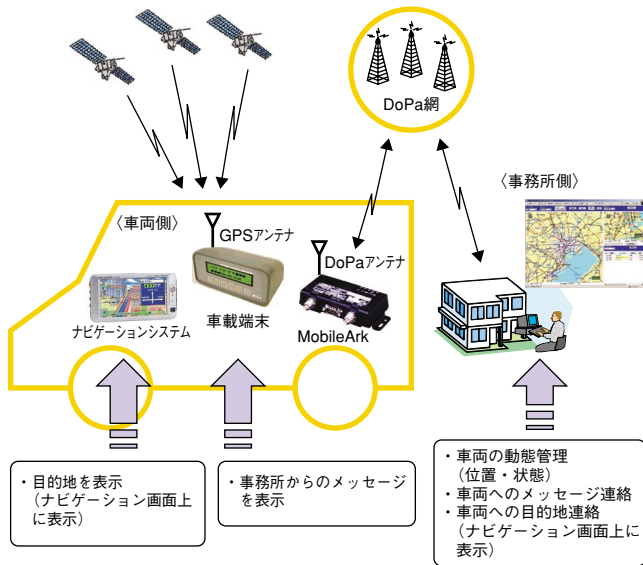 DoPa網
〈事務所側〉
〈車両側〉
GPSアンテナ
DoPaアンテナ
ナビゲーションシステム
車載端末
MobileArk
・目的地を表示
（ナビゲーション画面上
に表示）
・事務所からのメッセージ
を表示
・車両の動態管理
（位置・状態）
・車両へのメッセージ連絡
・車両への目的地連絡
（ナビゲーション画面上に
表示）